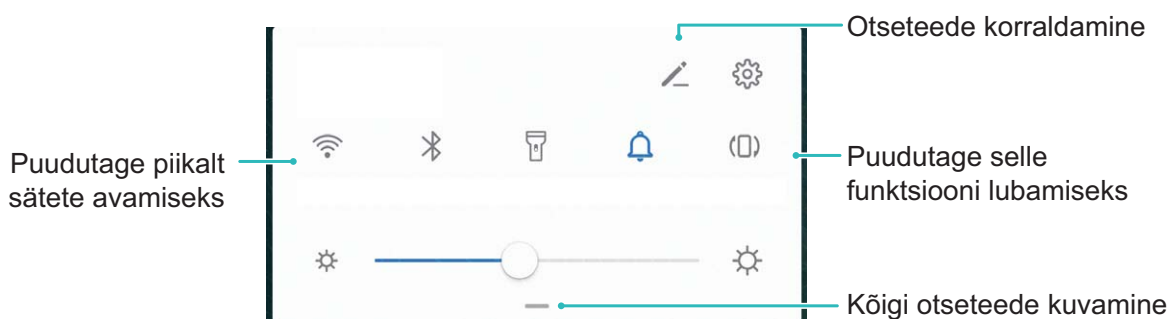 Otseteede korraldamine
Puudutage piikalt
sätete avamiseks
Puudutage selle
funktsiooni lubamiseks
Kõigi otseteede kuvamine